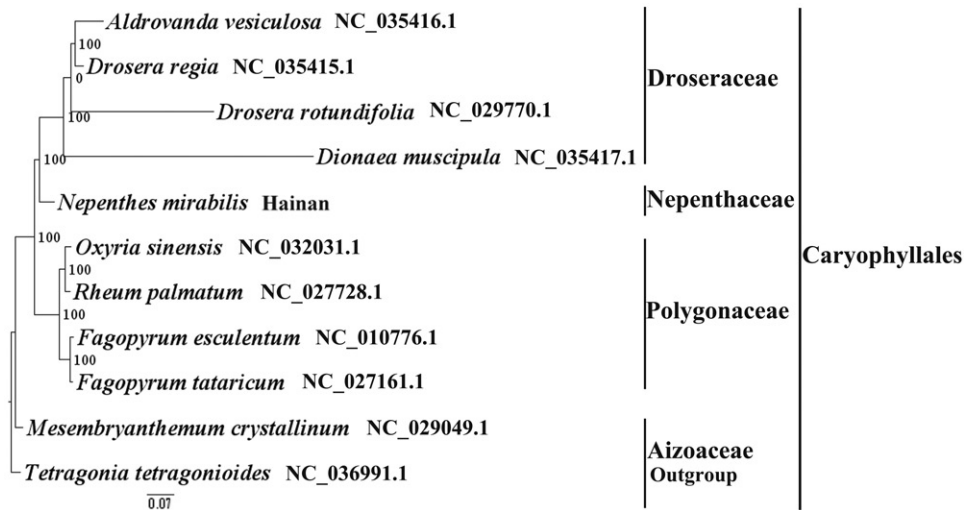 Aldrovanda vesiculosa NC_035416.1
100
Drosera regia NC_035415.1
0
Droseraceae
Drosera rotundifolia NC_029770.1
100
Dionaea muscipula NC_035417.1
100
Nepenthes mirabilis Hainan
Nepenthaceae
100
Oxyria sinensis NC_032031.1
Caryophyllales
100
Rheum palmatum NC_027728.1
Polygonaceae
100
Fagopyrum esculentum NC_010776.1
100
Fagopyrum tataricum NC_027161.1
Mesembryanthemum crystallinum NC_029049.1
Aizoaceae
Tetragonia tetragonioides NC_036991.1
Outgroup
0.07